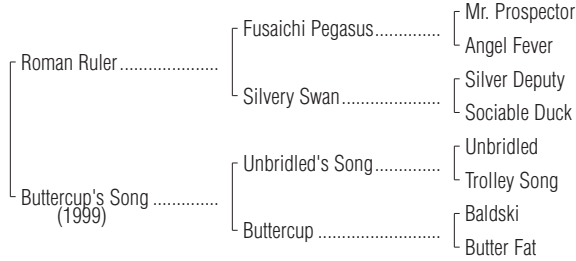 Mr. Prospector
Fusaichi Pegasus..............
Angel Fever
Roman Ruler.....................
Silver Deputy
Silvery Swan.....................
Sociable Duck
Unbridled
Unbridled's Song..............
Trolley Song
Buttercup's Song..............
(1999)
Baldski
Buttercup ..........................
Butter Fat